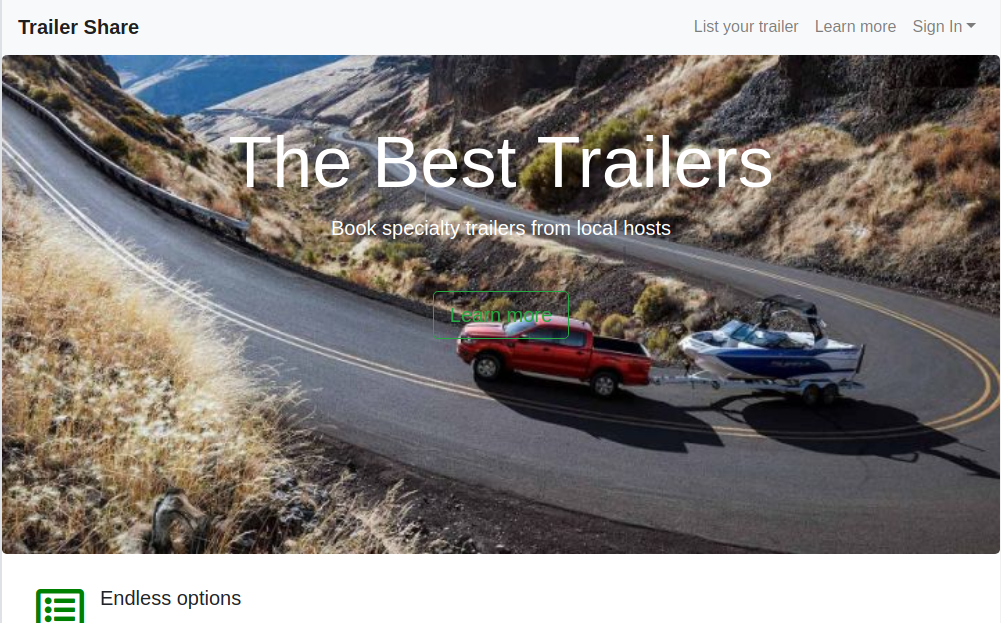 Trailer Share
List your trailer
Learn more
Sign In
The Best Trailers
Book specialty trailers from local hosts
Learn more
Endless options